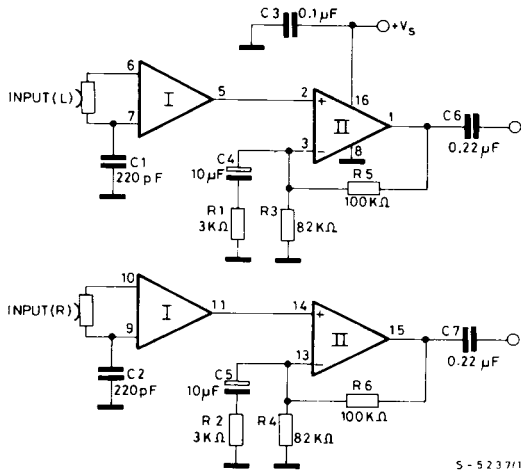 C3 0.1µF
+Vs
6
5
INPUT(L)
I
7
2
+
16
II
1
3
-
8
C6
0.22µF
C1
220pF
C4
10µF
R5
100KΩ
R1
3KΩ
R3
82KΩ
10
11
INPUT(R)
I
9
14
+
II
15
13
-
C7
0.22µF
C2
220pF
C5
10µF
R6
100KΩ
R2
3KΩ
R4
82KΩ
S-5237/1